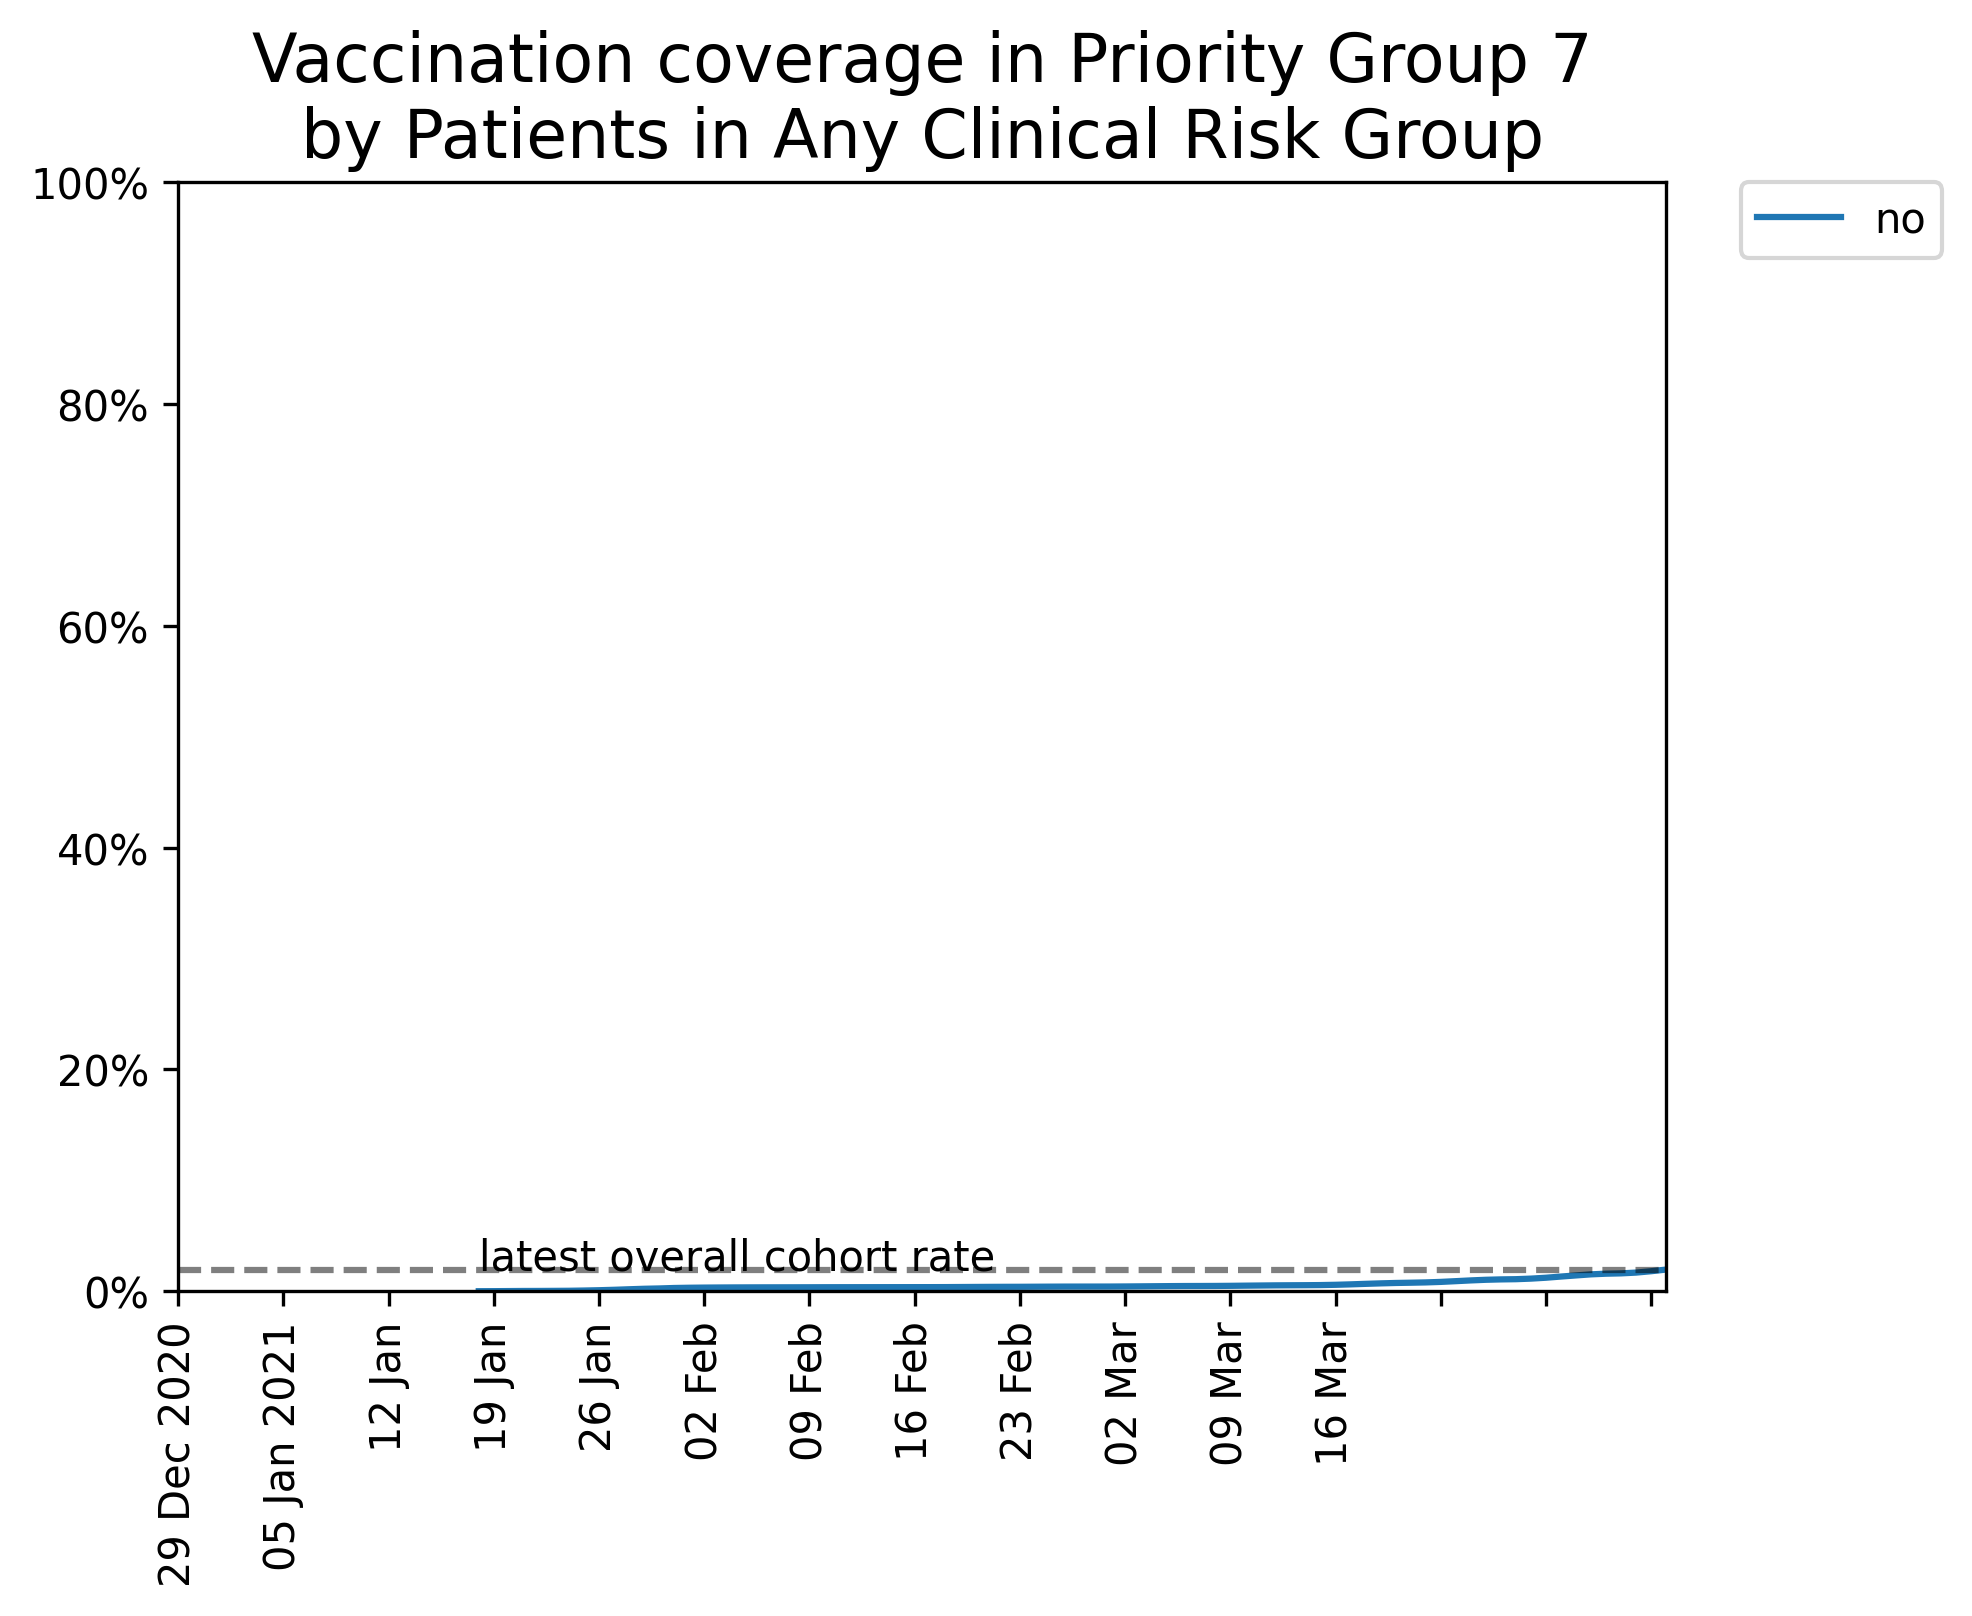 Vaccination coverage in Priority Group 7
by Patients in Any Clinical Risk Group
100%
80%
60%
40%
20%
0%
no
latest overall cohort rate
29 Dec 2020
05 Jan 2021
12 Jan
19 Jan
26 Jan
02 Feb
09 Feb
16 Feb
23 Feb
02 Mar
09 Mar
16 Mar